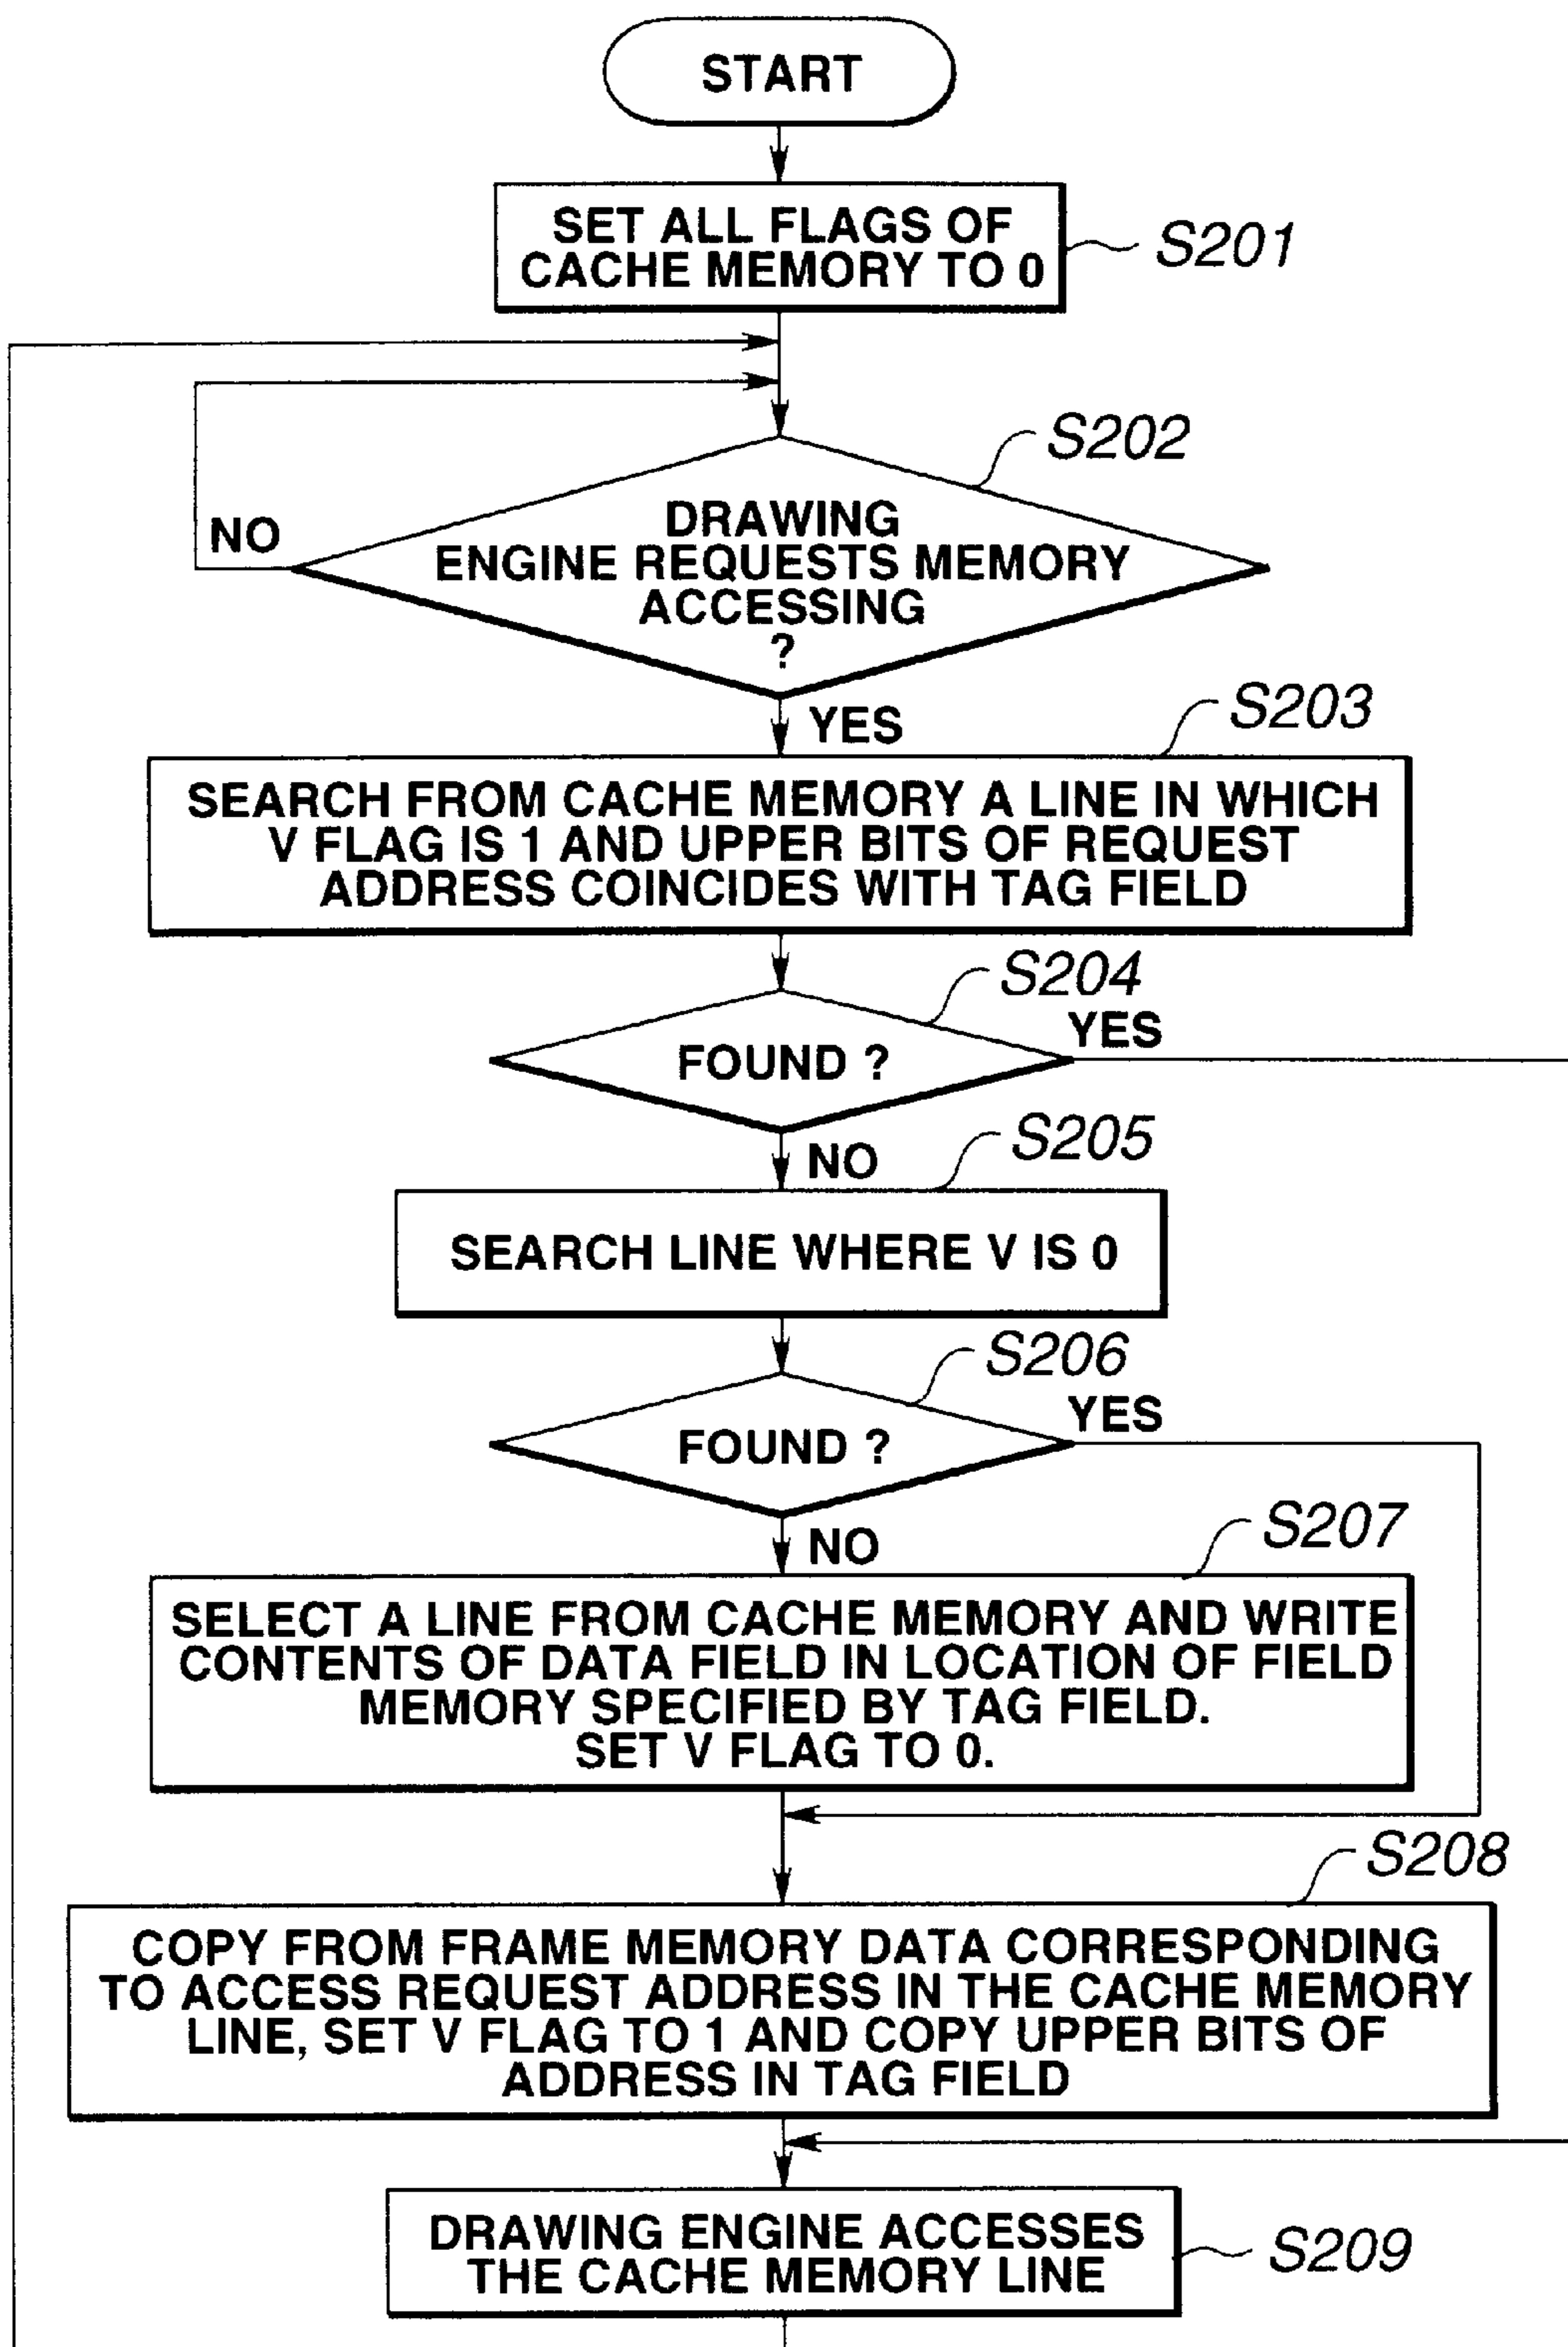 START
SET ALL FLAGS OF
CACHE MEMORY TO 0
S201
S202
NO
DRAWING
ENGINE REQUESTS MEMORY
ACCESSING
?
YES
S203
SEARCH FROM CACHE MEMORY A LINE IN WHICH
V FLAG IS 1 AND UPPER BITS OF REQUEST
ADDRESS COINCIDES WITH TAG FIELD
S204
YES
FOUND ?
NO
S205
SEARCH LINE WHERE V IS 0
S206
YES
FOUND ?
NO
S207
SELECT A LINE FROM CACHE MEMORY AND WRITE
CONTENTS OF DATA FIELD IN LOCATION OF FIELD
MEMORY SPECIFIED BY TAG FIELD.
SET V FLAG TO 0.
S208
COPY FROM FRAME MEMORY DATA CORRESPONDING
TO ACCESS REQUEST ADDRESS IN THE CACHE MEMORY
LINE, SET V FLAG TO 1 AND COPY UPPER BITS OF
ADDRESS IN TAG FIELD
DRAWING ENGINE ACCESSES
THE CACHE MEMORY LINE
S209